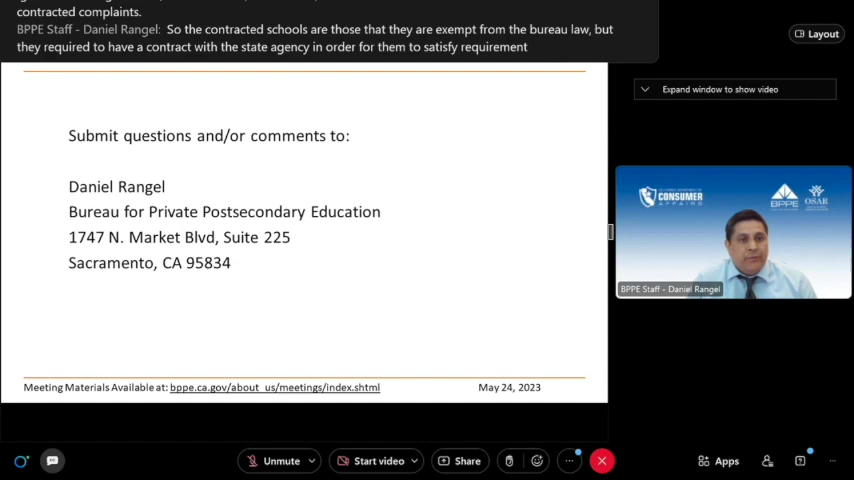 contracted complaints.
BPPE Staff - Daniel Rangel: So the contracted schools are those that they are exempt from the bureau law, but
they required to have a contract with the state agency in order for them to satisfy requirement
Layout
Expand window to show video
Submit questions and/or comments to:
Daniel Rangel
Bureau for Private Postsecondary Education
1747 N. Market Blvd, Suite 225
Sacramento, CA 95834
CONSUMER
AFFAIRS
BPPE
OSAR
BPPE Staff - Daniel Rangel
Meeting Materials Available at: bppe.ca.gov/about_us/meetings/index.shtml
May 24, 2023
Unmute
Start video
Share
Apps